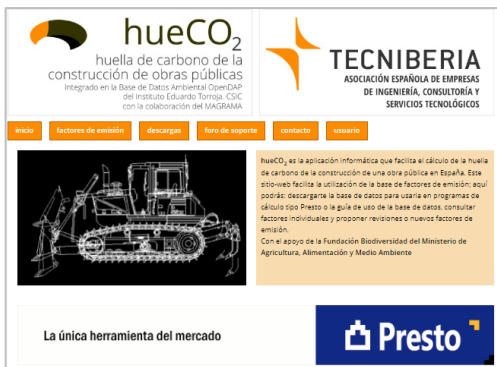 hueCO2
huella de carbono de la
construcción de obras públicas
Integrado en la Base de Datos Ambiental OpenDAP
del Instituto Eduardo Torroja. CSIC
con la colaboración del MAGRAMA
TECNIBERIA
ASOCIACIÓN ESPAÑOLA DE EMPRESAS
DE INGENIERÍA, CONSULTORÍA Y
SERVICIOS TECNOLÓGICOS
inicio factores de emisión descargas foro de soporte contacto usuario
hueCO2 es la aplicación informática que facilita el cálculo de la huella
de carbono de la construcción de una obra pública en España. Este
sitio-web facilita la utilización de la base de factores de emisión; aquí
podrás: descargarte la base de datos para usarla en programas de
cálculo tipo Presto o la guía de uso de la base de datos, consultar
factores individuales y proponer revisiones o nuevos factores de
emisión.
Con el apoyo de la Fundación Biodiversidad del Ministerio de
Agricultura, Alimentación y Medio Ambiente
La única herramienta del mercado
Presto